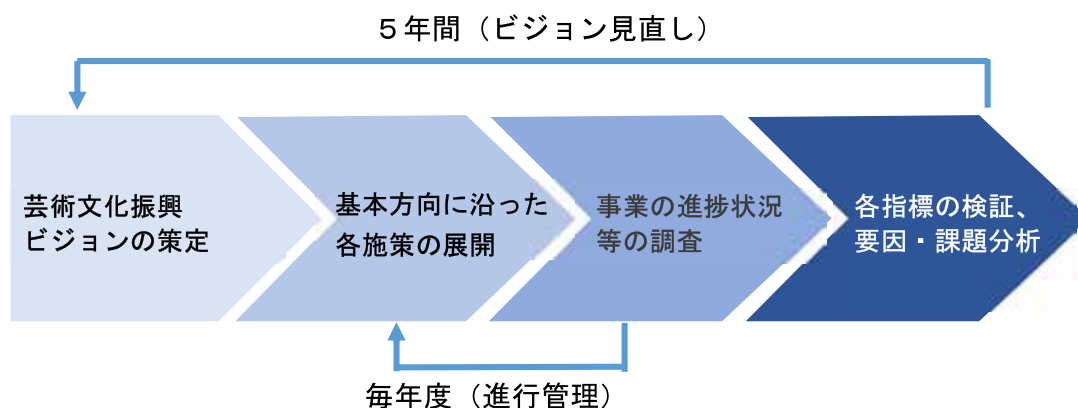 ５年間（ビジョン見直し）
芸術文化振興
ビジョンの策定
基本方向に沿った
各施策の展開
事業の進捗状況
等の調査
各指標の検証、
要因・課題分析
毎年度（進行管理）